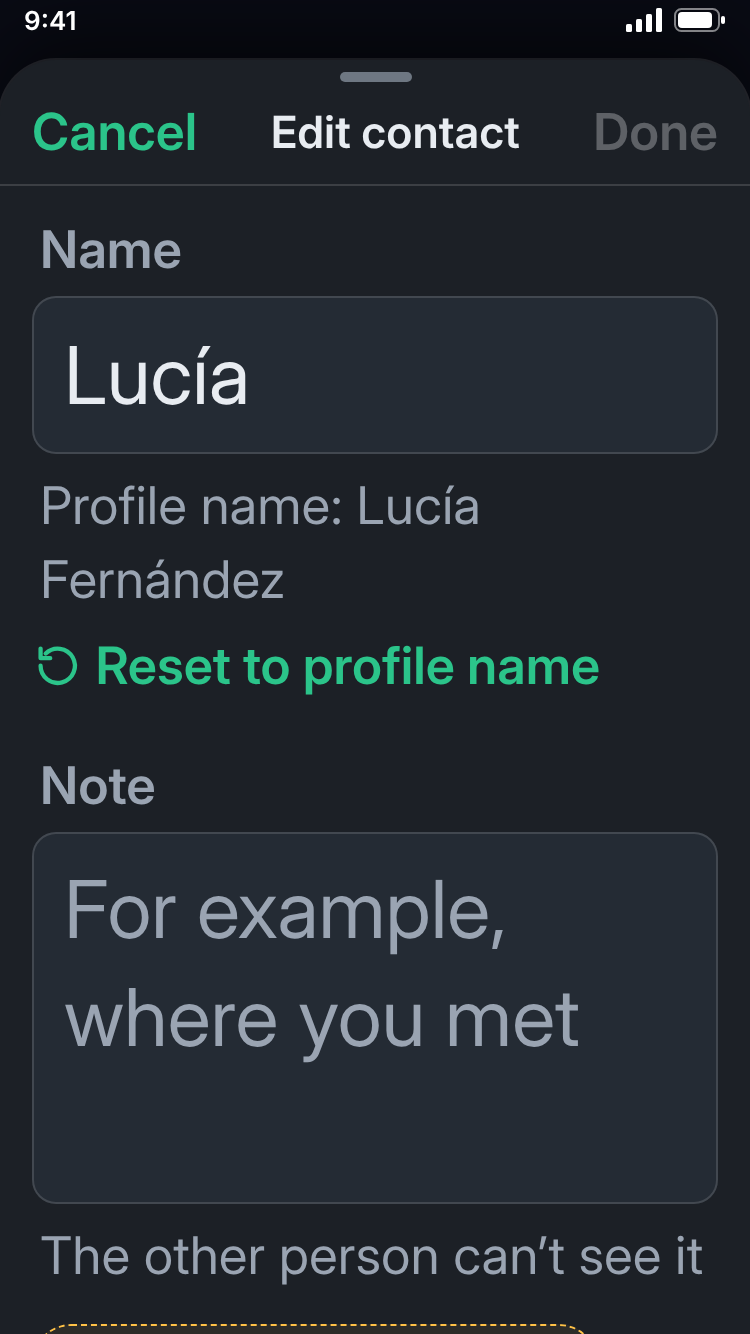 9:41
Cancel Edit contact Done
Name
Lucía
Profile name: Lucía
Fernández
Reset to profile name
Note
For example,
where you met
The other person can’t see it